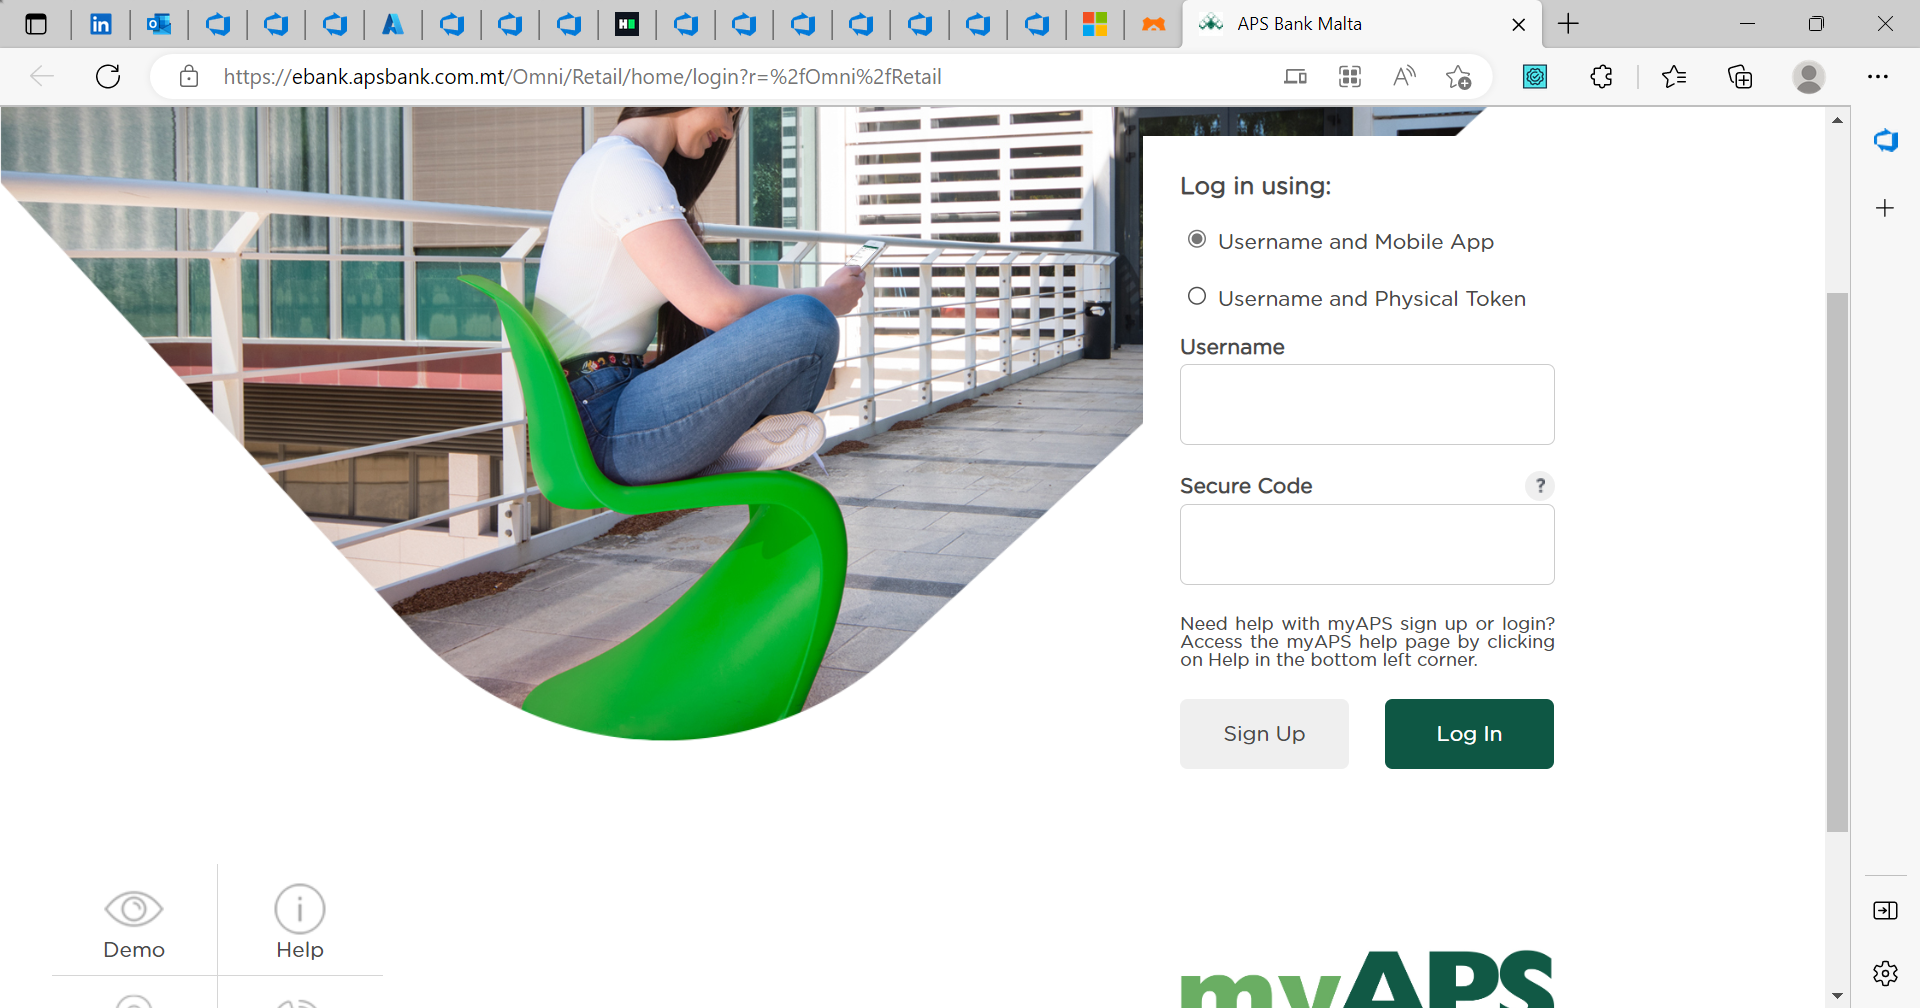 APS Bank Malta
https://ebank.apsbank.com.mt/Omni/Retail/home/login?r=%2fOmni%2fRetail
Log in using:
Username and Mobile App
Username and Physical Token
Username
Secure Code
?
Need help with myAPS sign up or login?
Access the myAPS help page by clicking
on Help in the bottom left corner.
Sign Up
Log In
Demo
Help
myAPS